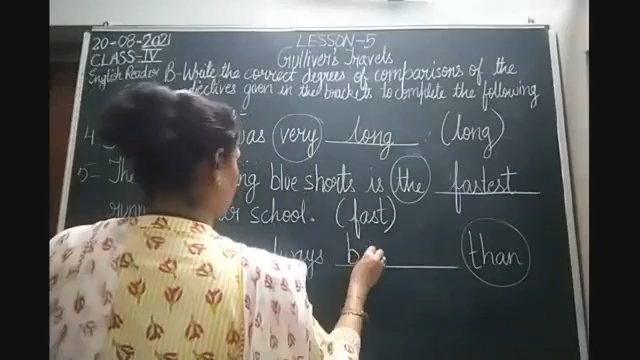 20-08-2021 LESSON-5
CLASS-IV Gulliver's Travels
English Reader B-Write the correct degrees of comparisons of the
adjectives given in the brackets to complete the following
4 very long. (long)
5- The blue shorts is the fastest
school. (fast)
always b than